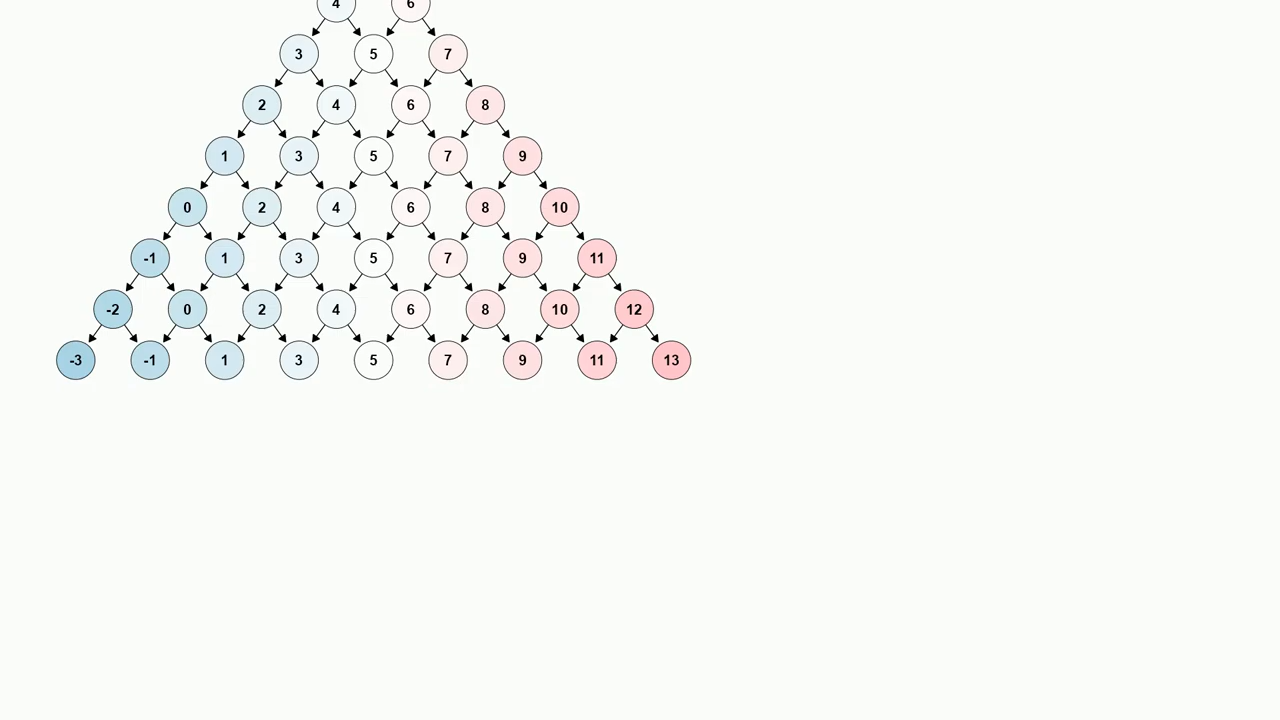 4 6
3 5 7
2 4 6 8
1 3 5 7 9
0 2 4 6 8 10
-1 1 3 5 7 9 11
-2 0 2 4 6 8 10 12
-3 -1 1 3 5 7 9 11 13